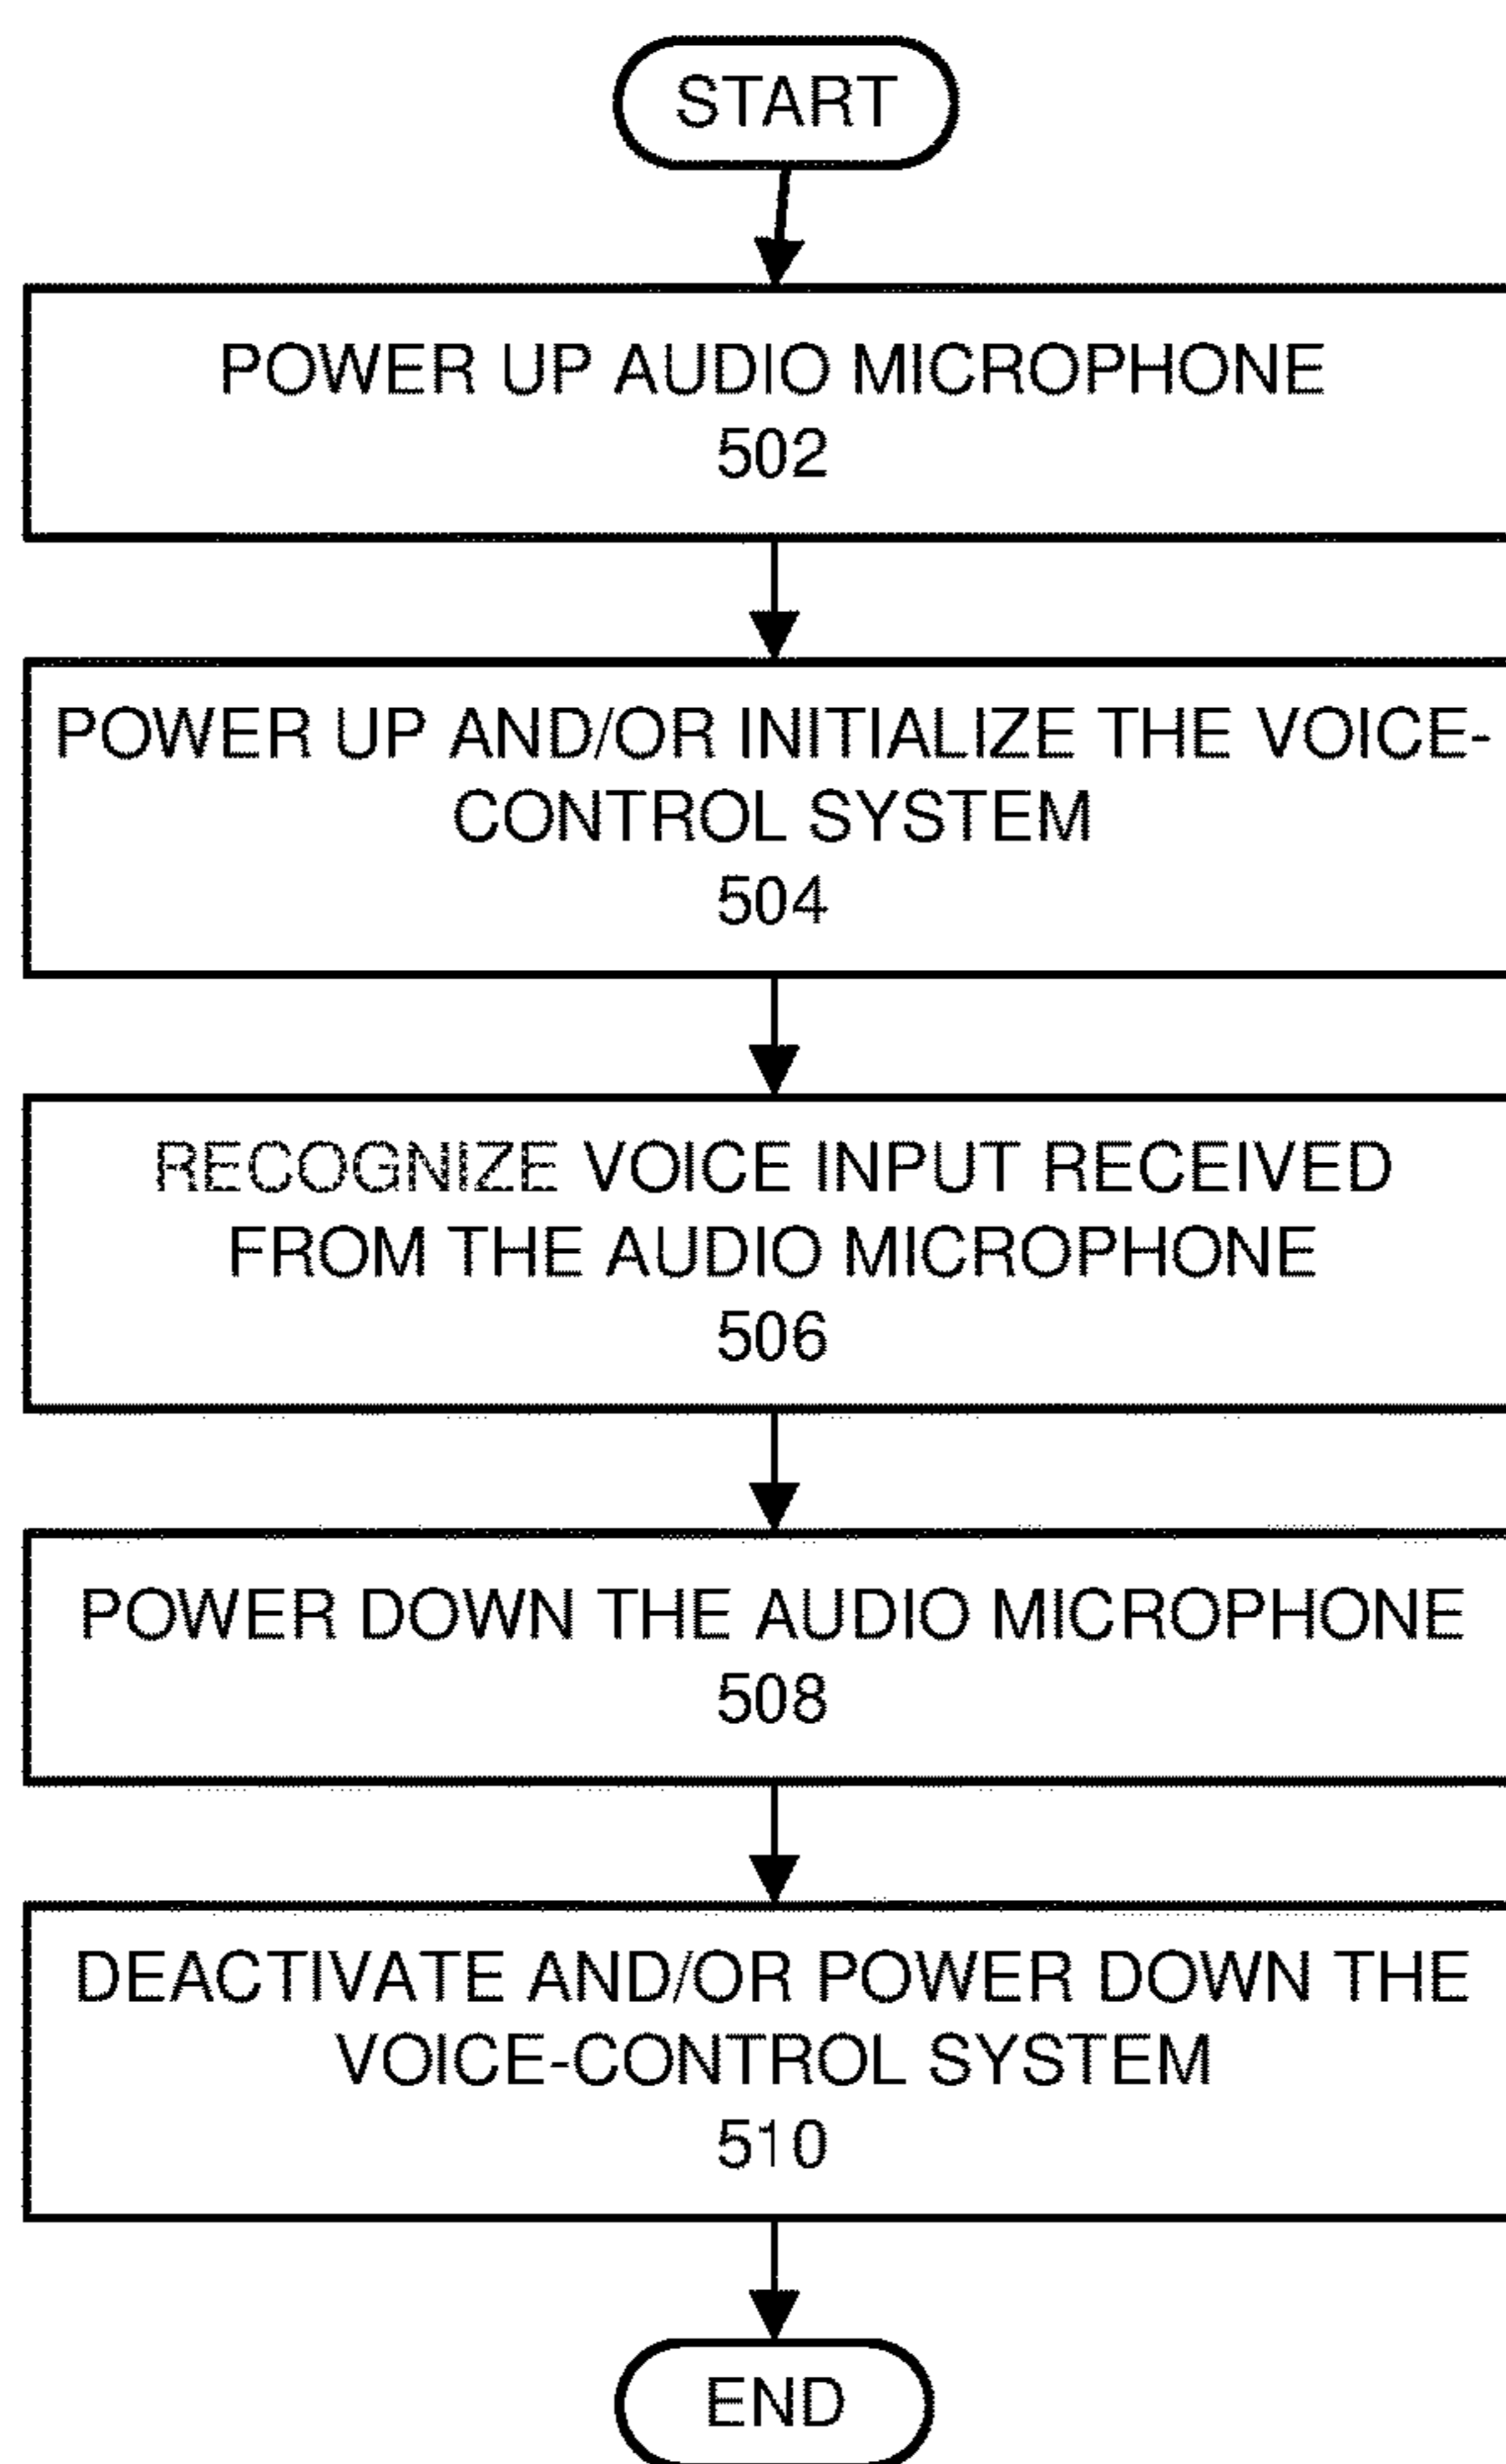 START
POWER UP AUDIO MICROPHONE
502
POWER UP AND/OR INITIALIZE THE VOICE-
CONTROL SYSTEM
504
RECOGNIZE VOICE INPUT RECEIVED
FROM THE AUDIO MICROPHONE
506
POWER DOWN THE AUDIO MICROPHONE
508
DEACTIVATE AND/OR POWER DOWN THE
VOICE-CONTROL SYSTEM
510
END